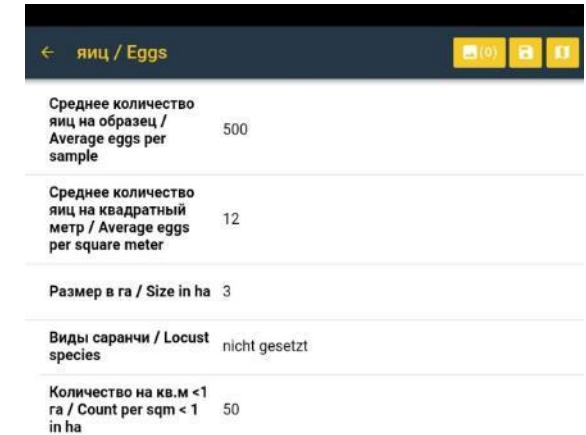 ← яиц / Eggs
(0)
Среднее количество
яиц на образец /
Average eggs per
sample
500
Среднее количество
яиц на квадратный
метр / Average eggs
per square meter
12
Размер в га / Size in ha
3
Виды саранчи / Locust
species
nicht gesetzt
Количество на кв.м <1
га / Count per sqm < 1
in ha
50